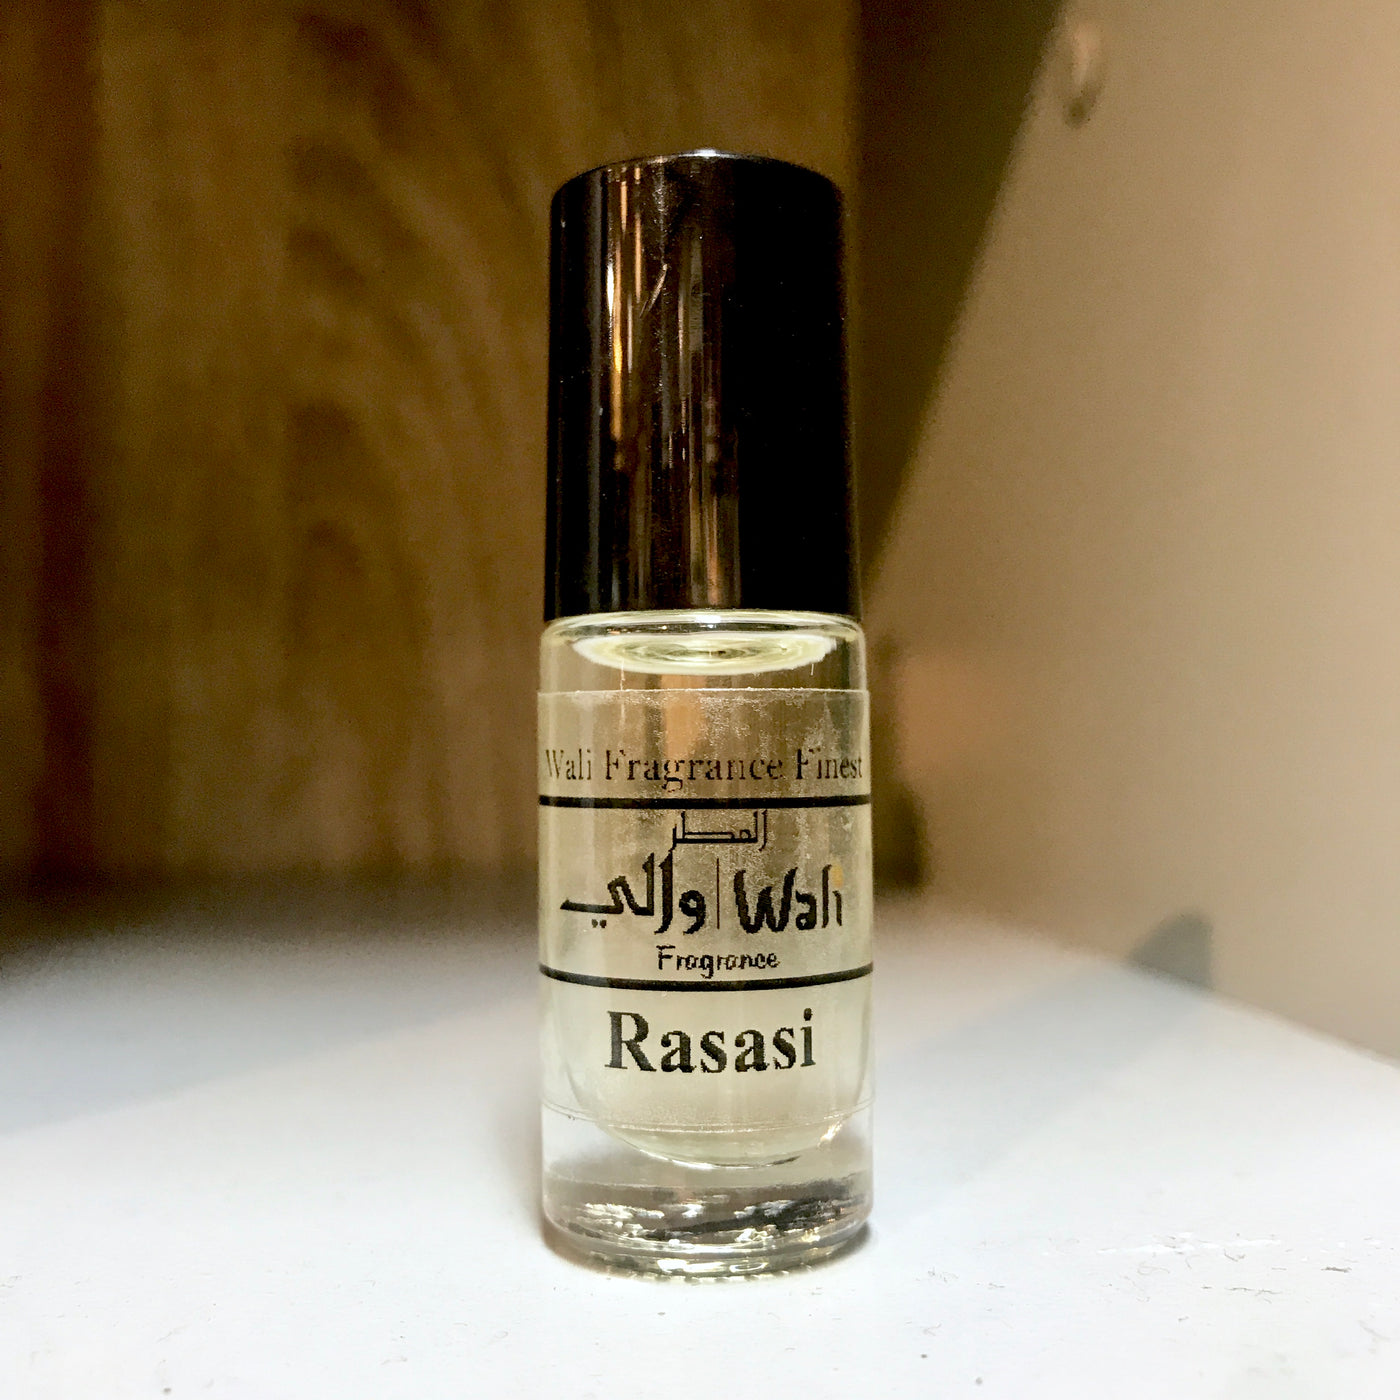 Wali Fragrance Finest
العطر
والي | Wali
Fragrance
Rasasi